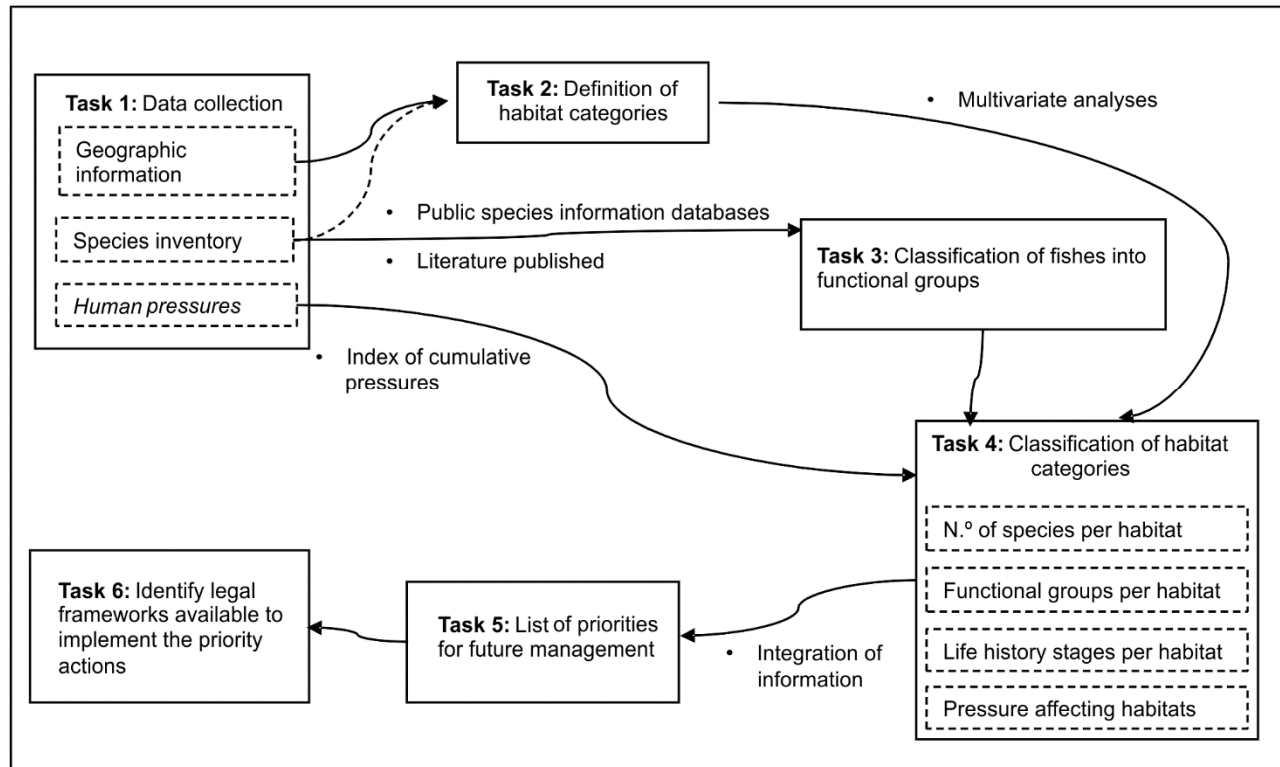 Task 1: Data collection
Geographic
information
Species inventory
Human pressures
Task 2: Definition of
habitat categories
• Multivariate analyses
• Public species information databases
• Literature published
Task 3: Classification of fishes into
functional groups
• Index of cumulative
pressures
Task 4: Classification of habitat
categories
N.º of species per habitat
Functional groups per habitat
Life history stages per habitat
Pressure affecting habitats
• Integration of
information
Task 5: List of priorities
for future management
Task 6: Identify legal
frameworks available to
implement the priority
actions